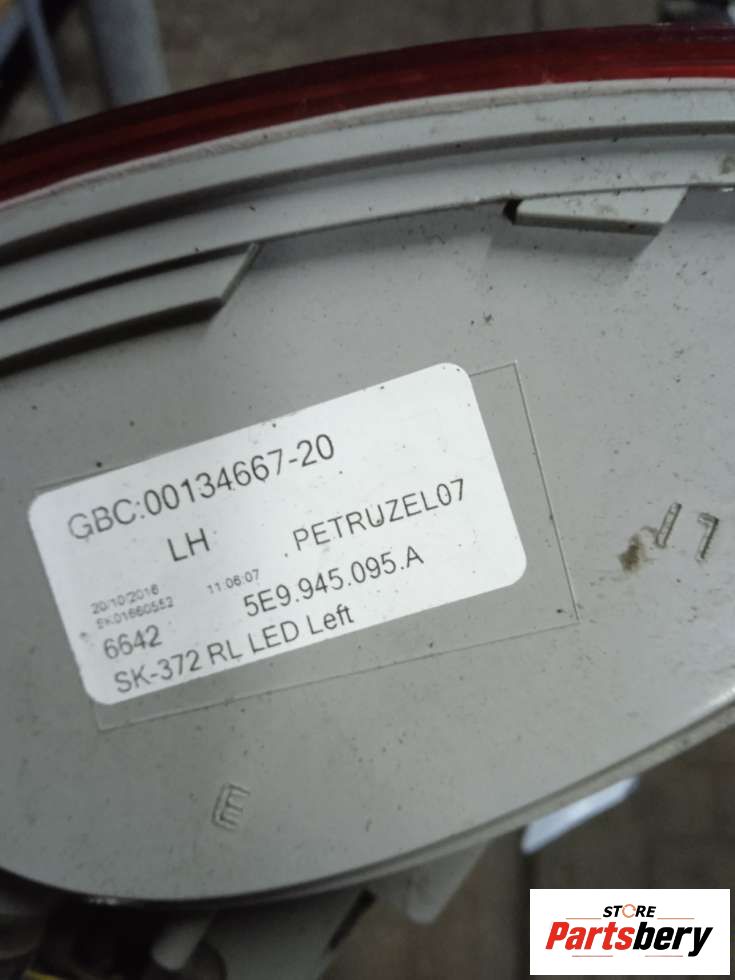 GBC:00134667-20
LH
PETRUZEL07
20/10/2016
11:06:07
SK01660552
5E9.945.095.A
6642
SK-372 RL LED Left
E
STORE
Partsbery